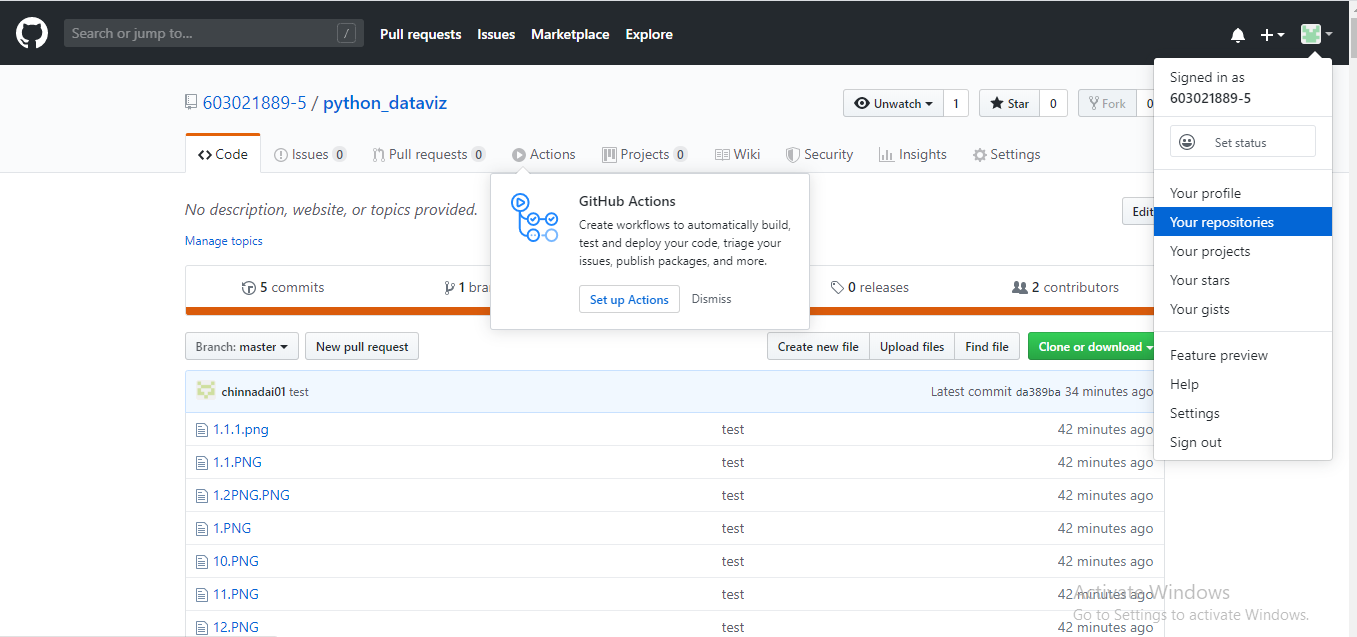 Search or jump to... /
Pull requests Issues Marketplace Explore
Signed in as
603021889-5
Set status
Your profile
Your repositories
Your projects
Your stars
Your gists
Feature preview
Help
Settings
Sign out
603021889-5 / python_dataviz
Unwatch 1 Star 0 Fork 0
Code Issues 0 Pull requests 0 Actions Projects 0 Wiki Security Insights Settings
GitHub Actions
Create workflows to automatically build,
test and deploy your code, triage your
issues, publish packages, and more.
Set up Actions Dismiss
No description, website, or topics provided.
Edit
Manage topics
5 commits 1 bra 0 releases 2 contributors
Branch: master New pull request Create new file Upload files Find file Clone or download
chinnadai01 test Latest commit da389ba 34 minutes ago
1.1.1.png test 42 minutes ago
1.1.PNG test 42 minutes ago
1.2PNG.PNG test 42 minutes ago
1.PNG test 42 minutes ago
10.PNG test 42 minutes ago
11.PNG test 42 minutes ago
12.PNG test 42 minutes ago
Activate Windows
Go to Settings to activate Windows.